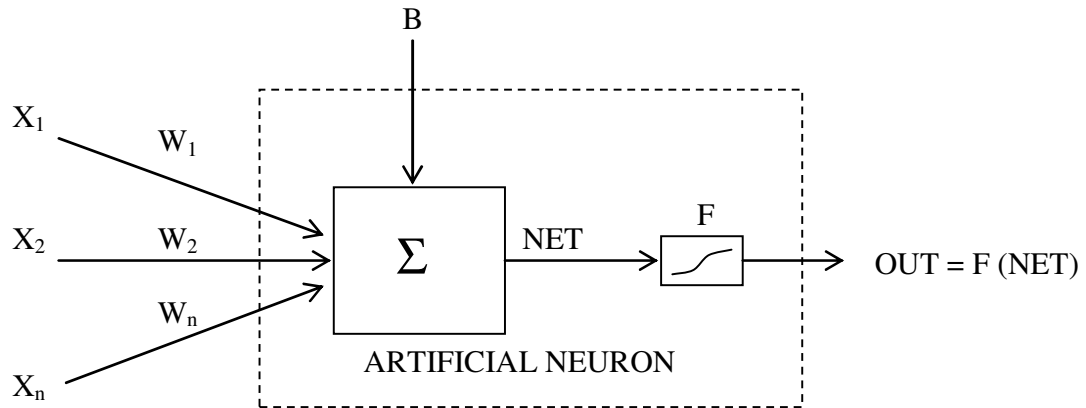 B
X₁
W₁
F
X₂
W₂
Σ
NET
OUT = F (NET)
Wₙ
ARTIFICIAL NEURON
Xₙ